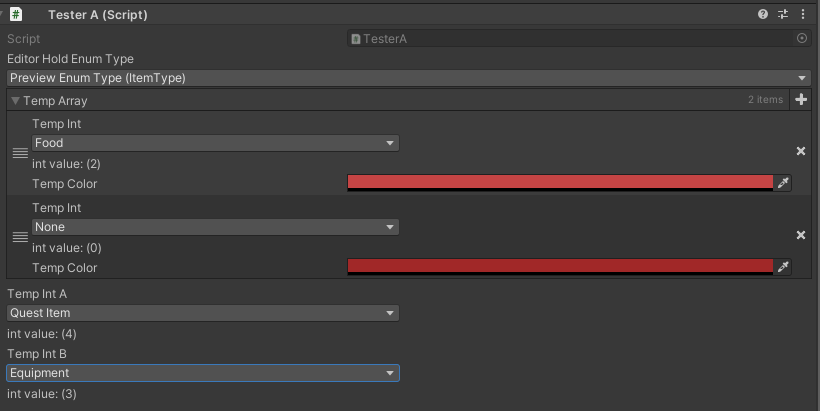 Tester A (Script)
Script
TesterA
Editor Hold Enum Type
Preview Enum Type (ItemType)
Temp Array
2 items
Temp Int
Food
int value: (2)
Temp Color
Temp Int
None
int value: (0)
Temp Color
Temp Int A
Quest Item
int value: (4)
Temp Int B
Equipment
int value: (3)